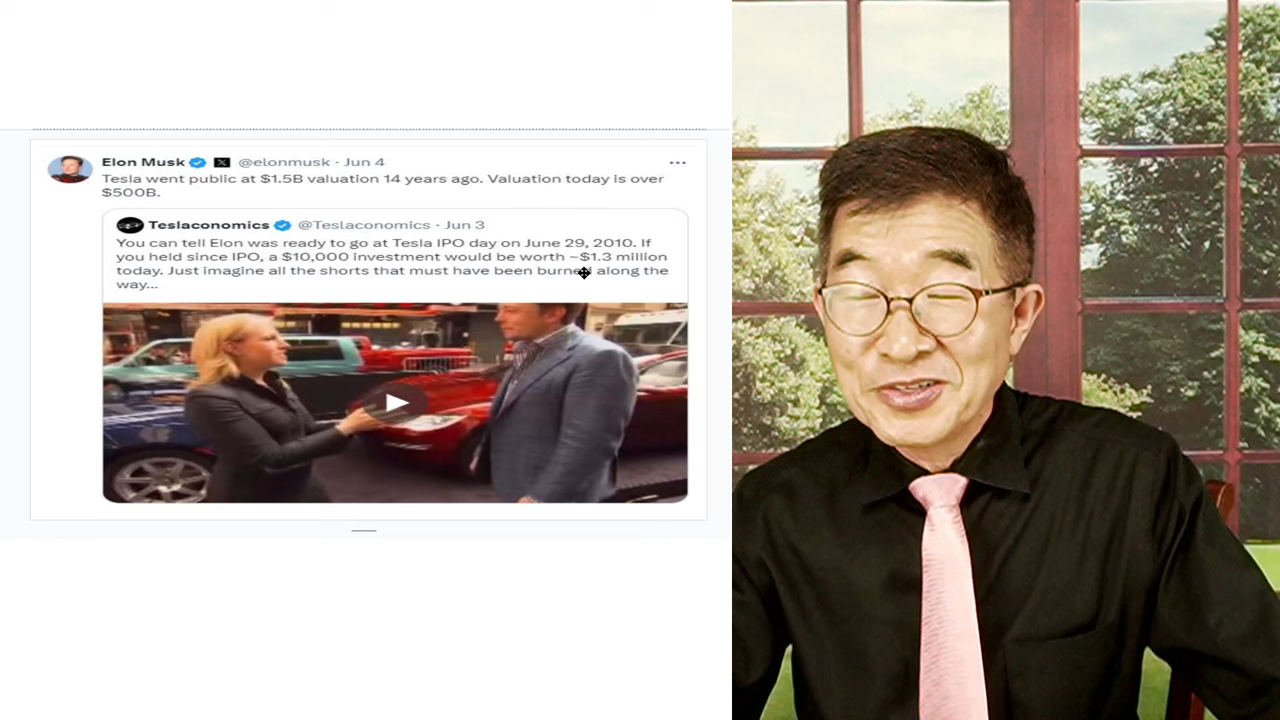 Elon Musk @elonmusk · Jun 4
Tesla went public at $1.5B valuation 14 years ago. Valuation today is over
$500B.
Teslaconomics @Teslaconomics · Jun 3
You can tell Elon was ready to go at Tesla IPO day on June 29, 2010. If
you held since IPO, a $10,000 investment would be worth ~$1.3 million
today. Just imagine all the shorts that must have been burned along the
way...